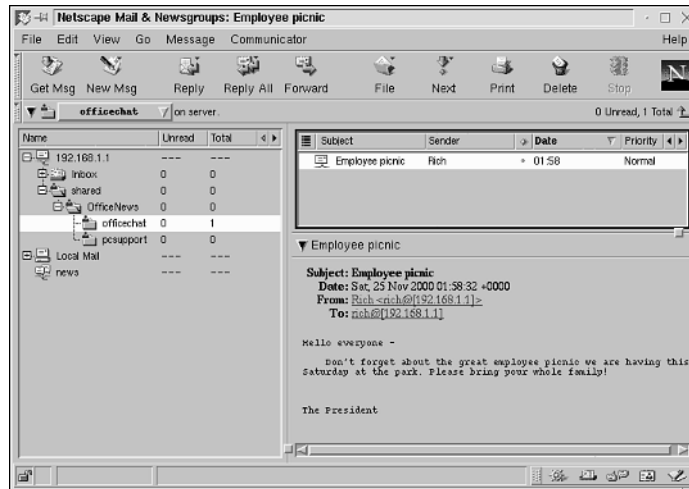 Netscape Mail & Newsgroups: Employee picnic
File Edit View Go Message Communicator Help
Get Msg New Msg Reply Reply All Forward File Next Print Delete Stop N
officechat on server. 0 Unread, 1 Total
Name Unread Total
192.168.1.1 --- ---
Inbox 0 0
shared 0 0
OfficeNews 0 0
officechat 0 1
pcsupport 0 0
Local Mail --- ---
news --- ---
Subject Sender Date Priority
Employee picnic Rich 01:58 Normal
Employee picnic
Subject: Employee picnic
Date: Sat, 25 Nov 2000 01:58:32 +0000
From: Rich <rich@[192.168.1.1]>
To: rich@[192.168.1.1]
Hello everyone -
Don't forget about the great employee picnic we are having this
Saturday at the park. Please bring your whole family!
The President